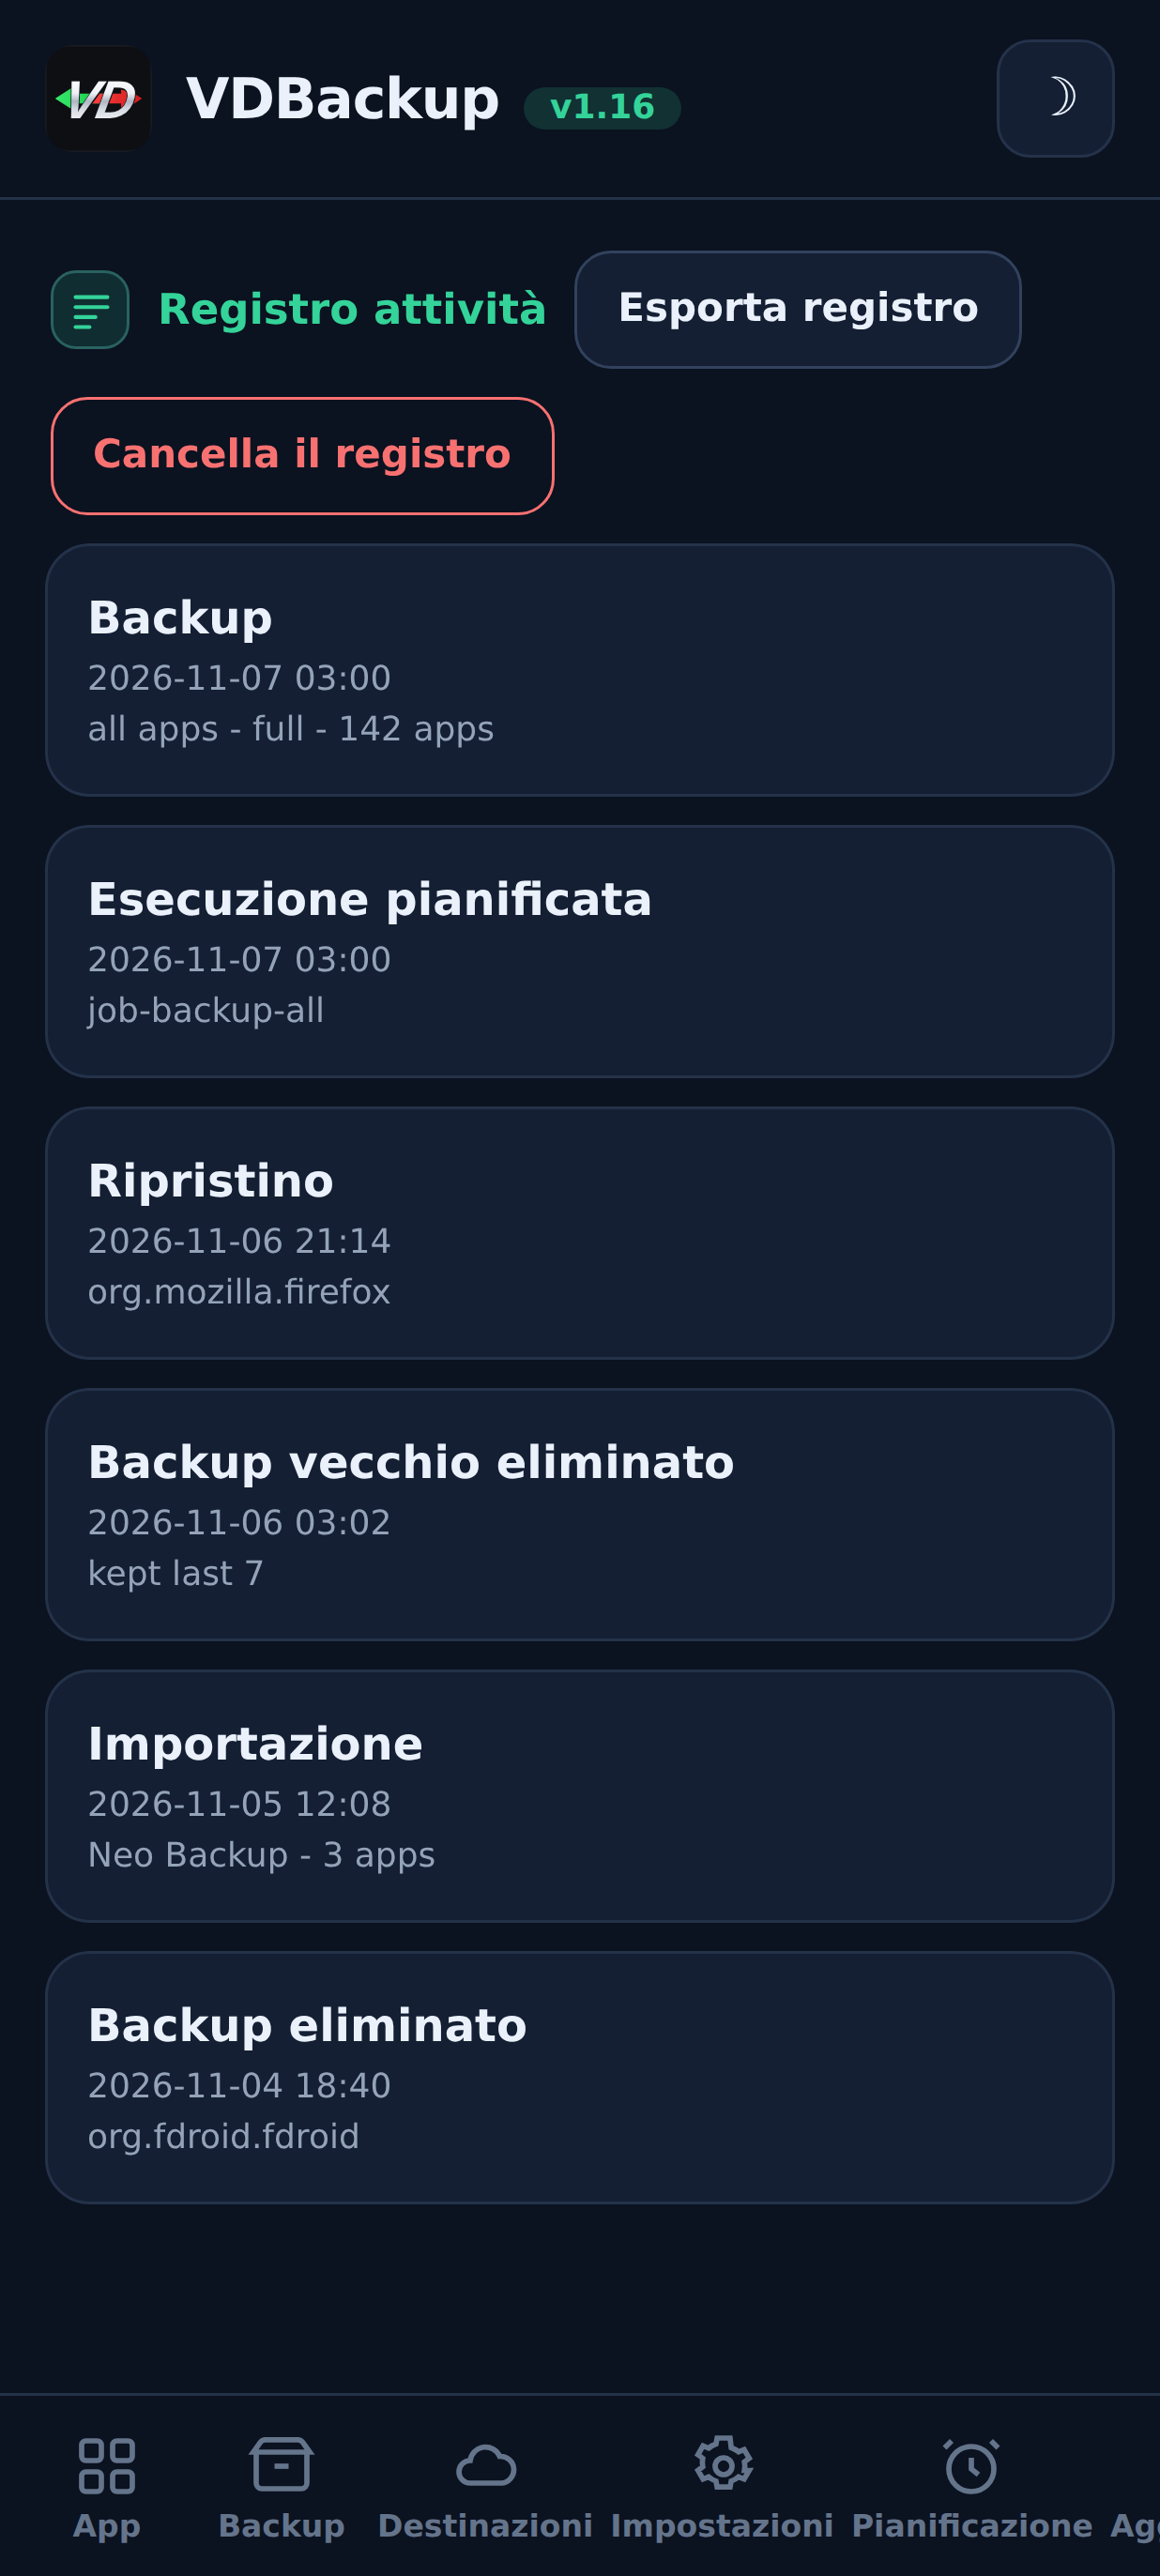 VD
VDBackup
v1.16
Registro attività
Esporta registro
Cancella il registro
Backup
2026-11-07 03:00
all apps - full - 142 apps
Esecuzione pianificata
2026-11-07 03:00
job-backup-all
Ripristino
2026-11-06 21:14
org.mozilla.firefox
Backup vecchio eliminato
2026-11-06 03:02
kept last 7
Importazione
2026-11-05 12:08
Neo Backup - 3 apps
Backup eliminato
2026-11-04 18:40
org.fdroid.fdroid
App
Backup
Destinazioni
Impostazioni
Pianificazione